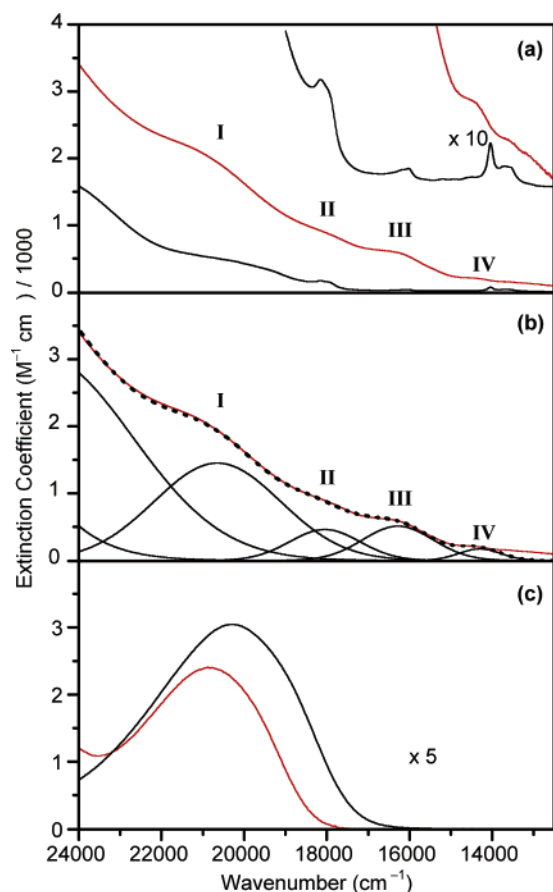 4
(a)
3
I
x 10
2
II
III
1
IV
0
(b)
3
I
2
II
III
1
IV
0
(c)
3
2
x 5
1
0
24000 22000 20000 18000 16000 14000
Wavenumber (cm⁻¹)
Extinction Coefficient (M⁻¹ cm ) / 1000